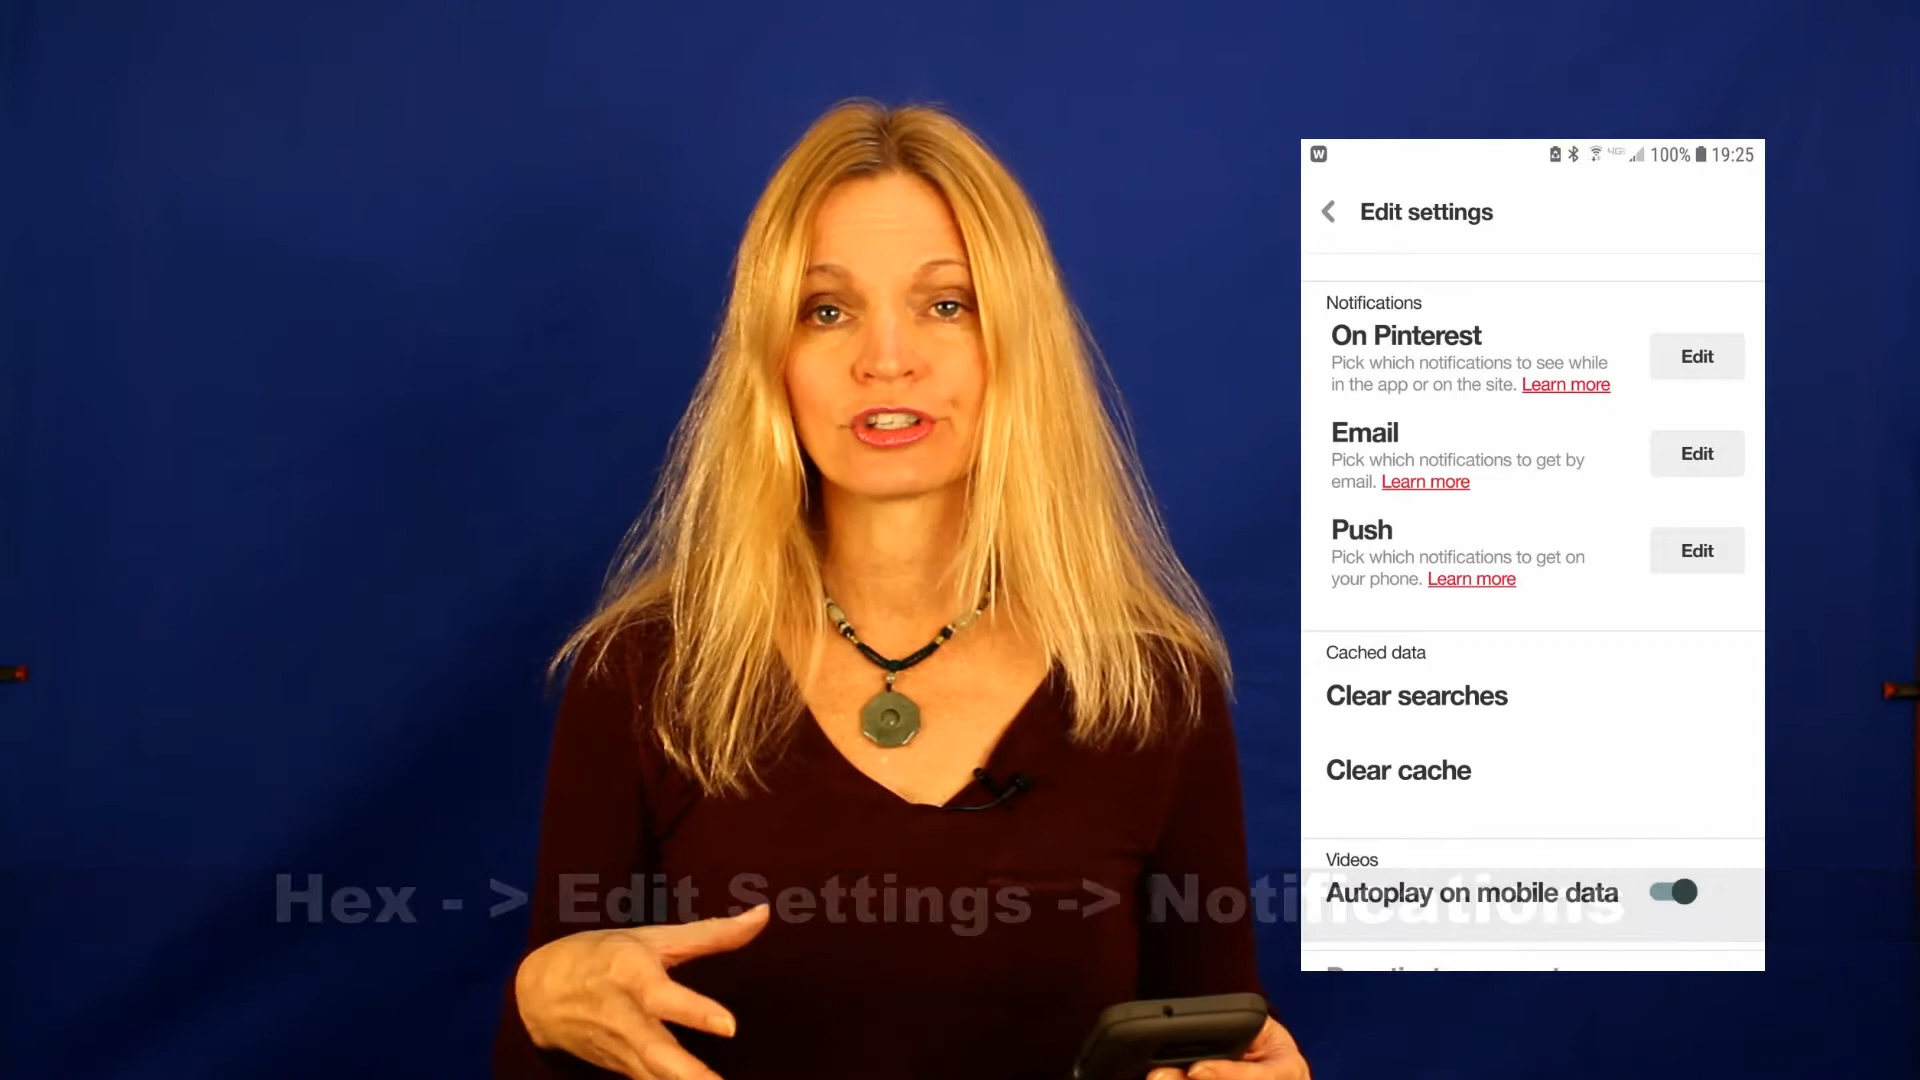 W 4GE 100% 19:25
Edit settings
Notifications
On Pinterest
Pick which notifications to see while
in the app or on the site. Learn more
Edit
Email
Pick which notifications to get by
email. Learn more
Edit
Push
Pick which notifications to get on
your phone. Learn more
Edit
Cached data
Clear searches
Clear cache
Videos
Autoplay on mobile data
Hex - > Edit Settings -> Notifications